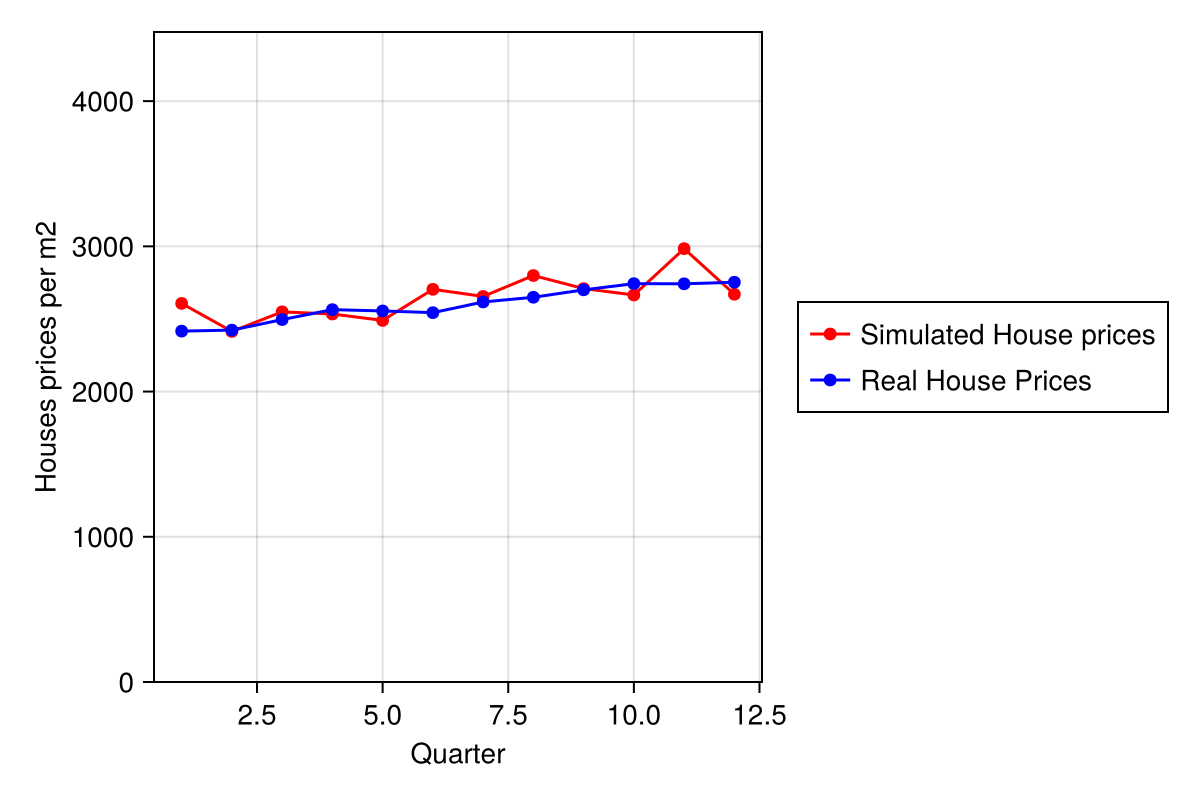 4000
3000
2000
1000
0
Houses prices per m2
2.5 5.0 7.5 10.0 12.5
Quarter
Simulated House prices
Real House Prices